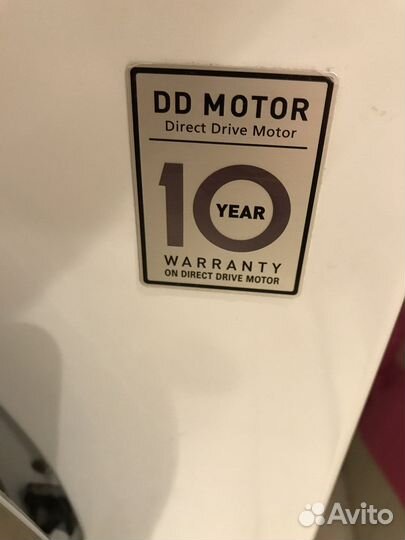 DD MOTOR
Direct Drive Motor
10
YEAR
WARRANTY
ON DIRECT DRIVE MOTOR
Avito